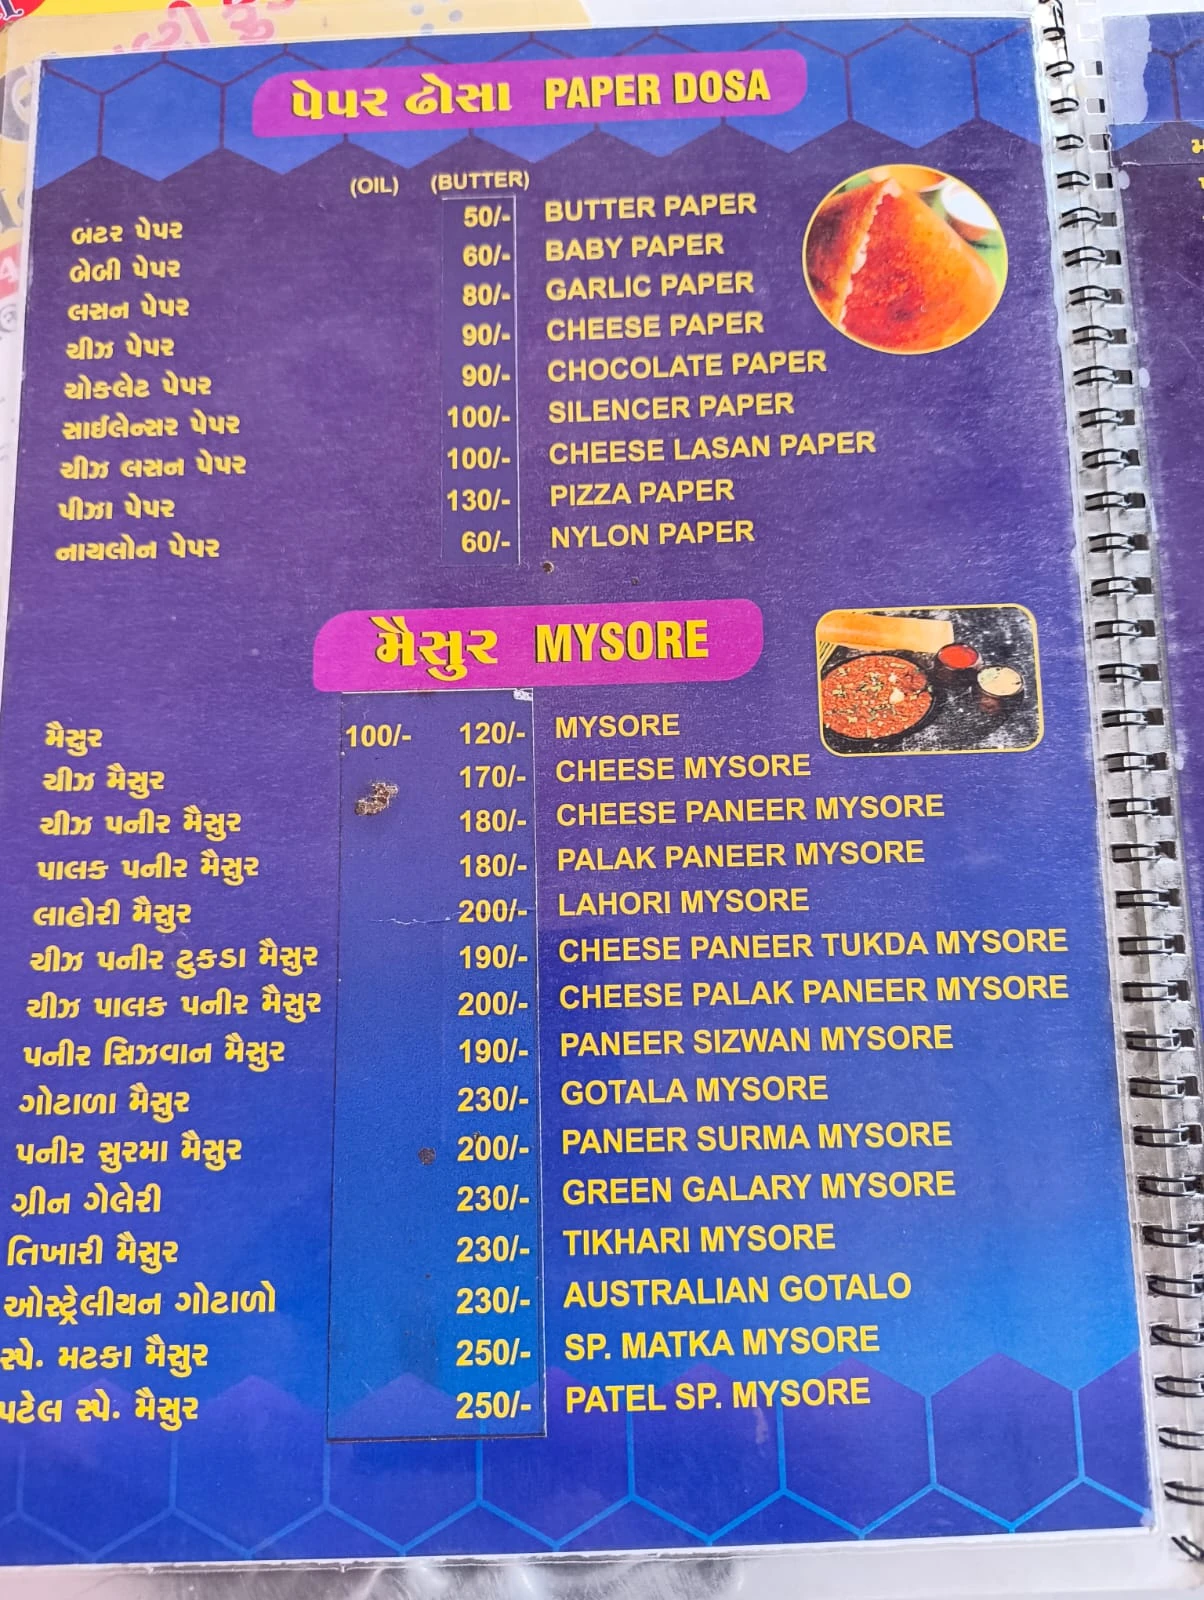 પેપર ઢોસા PAPER DOSA
(OIL) (BUTTER)
બટર પેપર 50/- BUTTER PAPER
બેબી પેપર 60/- BABY PAPER
લસન પેપર 80/- GARLIC PAPER
ચીઝ પેપર 90/- CHEESE PAPER
ચોકલેટ પેપર 90/- CHOCOLATE PAPER
સાઈલેન્સર પેપર 100/- SILENCER PAPER
ચીઝ લસન પેપર 100/- CHEESE LASAN PAPER
પીઝા પેપર 130/- PIZZA PAPER
નાયલોન પેપર 60/- NYLON PAPER
મૈસુર MYSORE
મૈસુર 100/- 120/- MYSORE
ચીઝ મૈસુર 170/- CHEESE MYSORE
ચીઝ પનીર મૈસુર 180/- CHEESE PANEER MYSORE
પાલક પનીર મૈસુર 180/- PALAK PANEER MYSORE
લાહોરી મૈસુર 200/- LAHORI MYSORE
ચીઝ પનીર ટુકડા મૈસુર 190/- CHEESE PANEER TUKDA MYSORE
ચીઝ પાલક પનીર મૈસુર 200/- CHEESE PALAK PANEER MYSORE
પનીર સિઝવાન મૈસુર 190/- PANEER SIZWAN MYSORE
ગોટાળા મૈસુર 230/- GOTALA MYSORE
પનીર સુરમા મૈસુર 200/- PANEER SURMA MYSORE
ગ્રીન ગેલેરી 230/- GREEN GALARY MYSORE
તિખારી મૈસુર 230/- TIKHARI MYSORE
ઓસ્ટ્રેલીયન ગોટાળો 230/- AUSTRALIAN GOTALO
સ્પે. મટકા મૈસુર 250/- SP. MATKA MYSORE
પટેલ સ્પે. મૈસુર 250/- PATEL SP. MYSORE